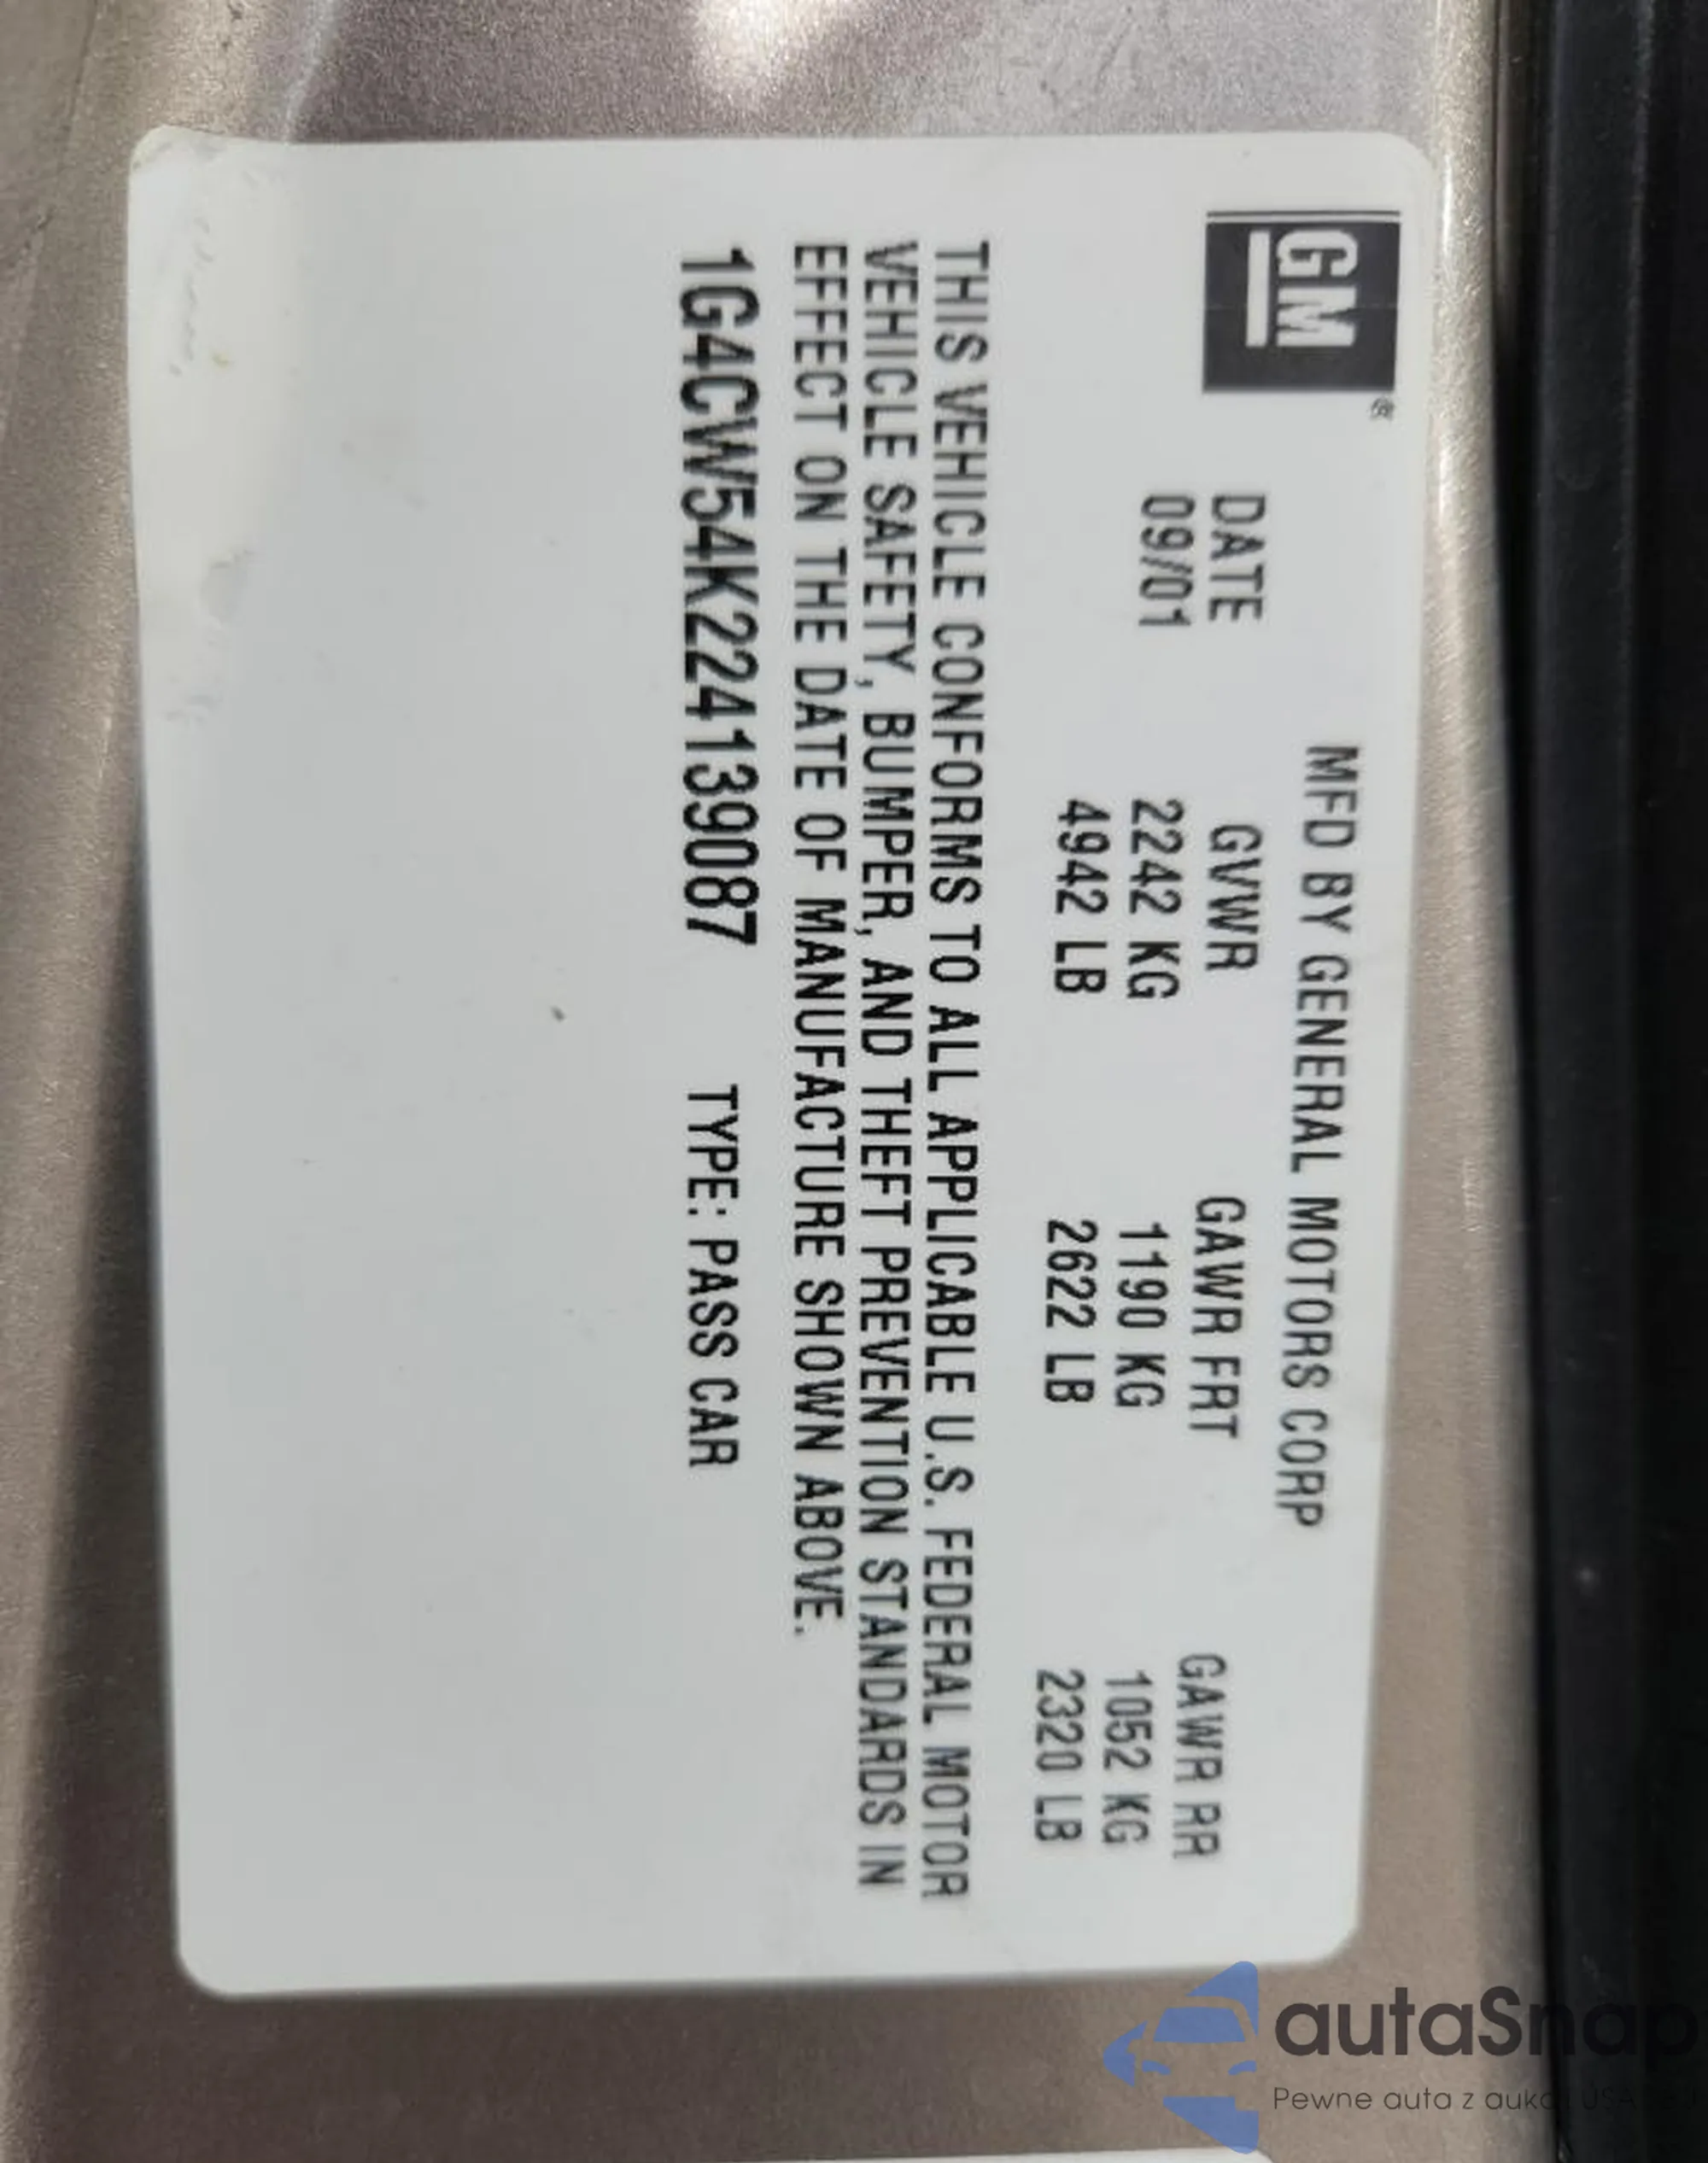 GM®
MFD BY GENERAL MOTORS CORP
DATE GVWR GAWR FRT GAWR RR
09/01 2242 KG 1190 KG 1052 KG
4942 LB 2622 LB 2320 LB
THIS VEHICLE CONFORMS TO ALL APPLICABLE U.S. FEDERAL MOTOR
VEHICLE SAFETY, BUMPER, AND THEFT PREVENTION STANDARDS IN
EFFECT ON THE DATE OF MANUFACTURE SHOWN ABOVE.
1G4CW54K224139087 TYPE: PASS CAR
autaSnap
Pewne auta z aukcji USA